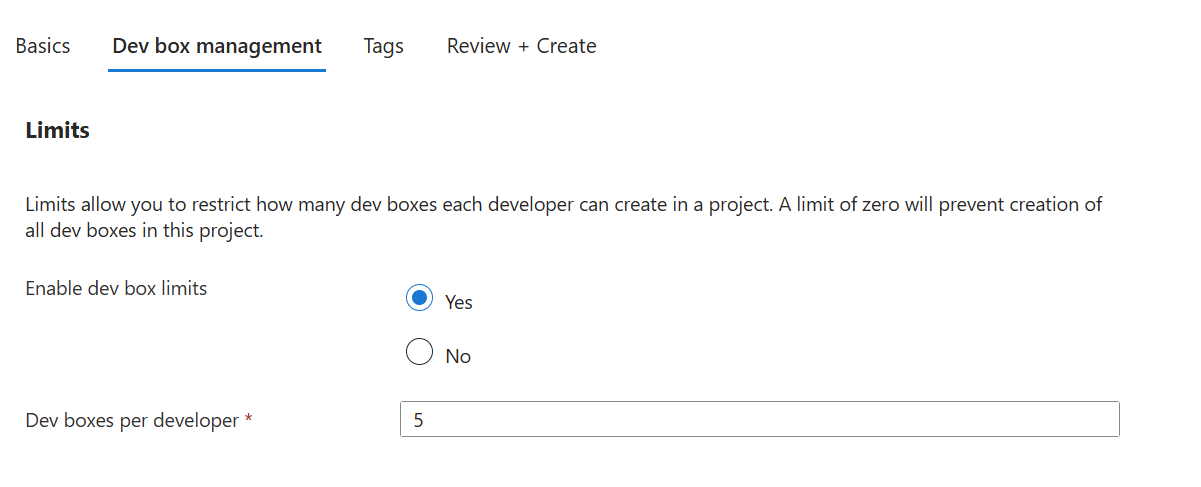 Basics Dev box management Tags Review + Create
Limits
Limits allow you to restrict how many dev boxes each developer can create in a project. A limit of zero will prevent creation of
all dev boxes in this project.
Enable dev box limits
Yes
No
Dev boxes per developer *
5